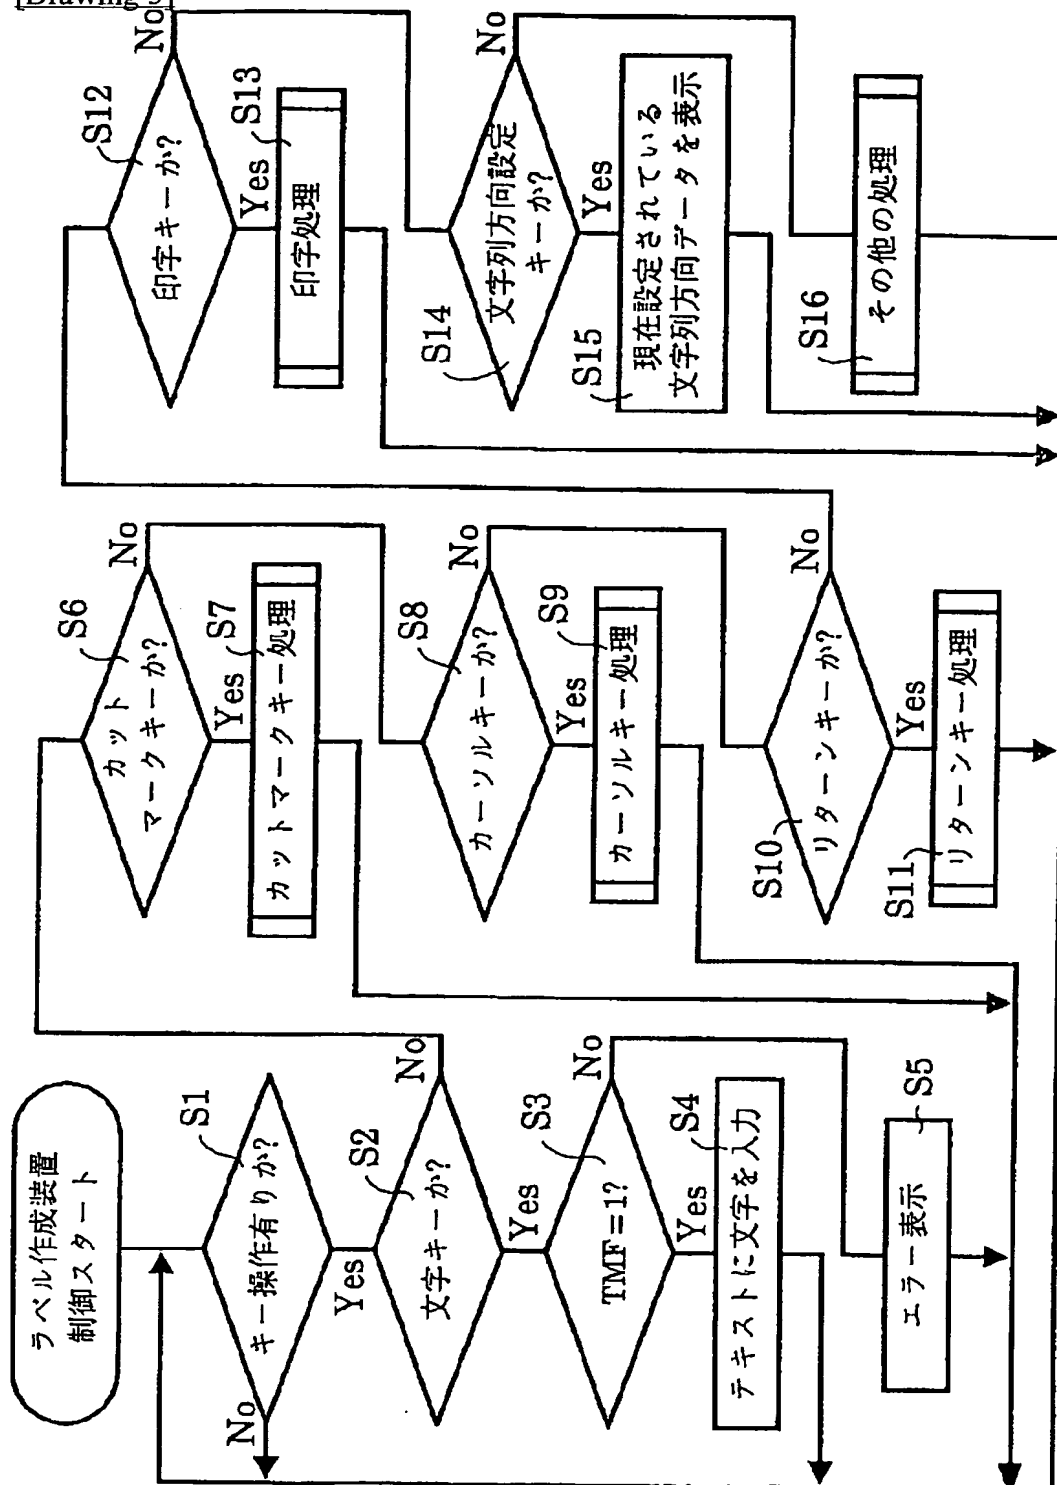 [Drawing 5]
ラベル作成装置
制御スタート
S1
キー操作有りか?
No
Yes
S2
文字キーか?
No
Yes
S3
TMF=1?
No
Yes
S4
テキストに文字を入力
S5
エラー表示
S6
カット
マークキーか?
No
Yes
S7
カットマークキー処理
S8
カーソルキーか?
No
Yes
S9
カーソルキー処理
S10
リターンキーか?
No
Yes
S11
リターンキー処理
S12
印字キーか?
No
Yes
S13
印字処理
S14
文字列方向設定
キーか?
No
Yes
S15
現在設定されている
文字列方向データを表示
S16
その他の処理